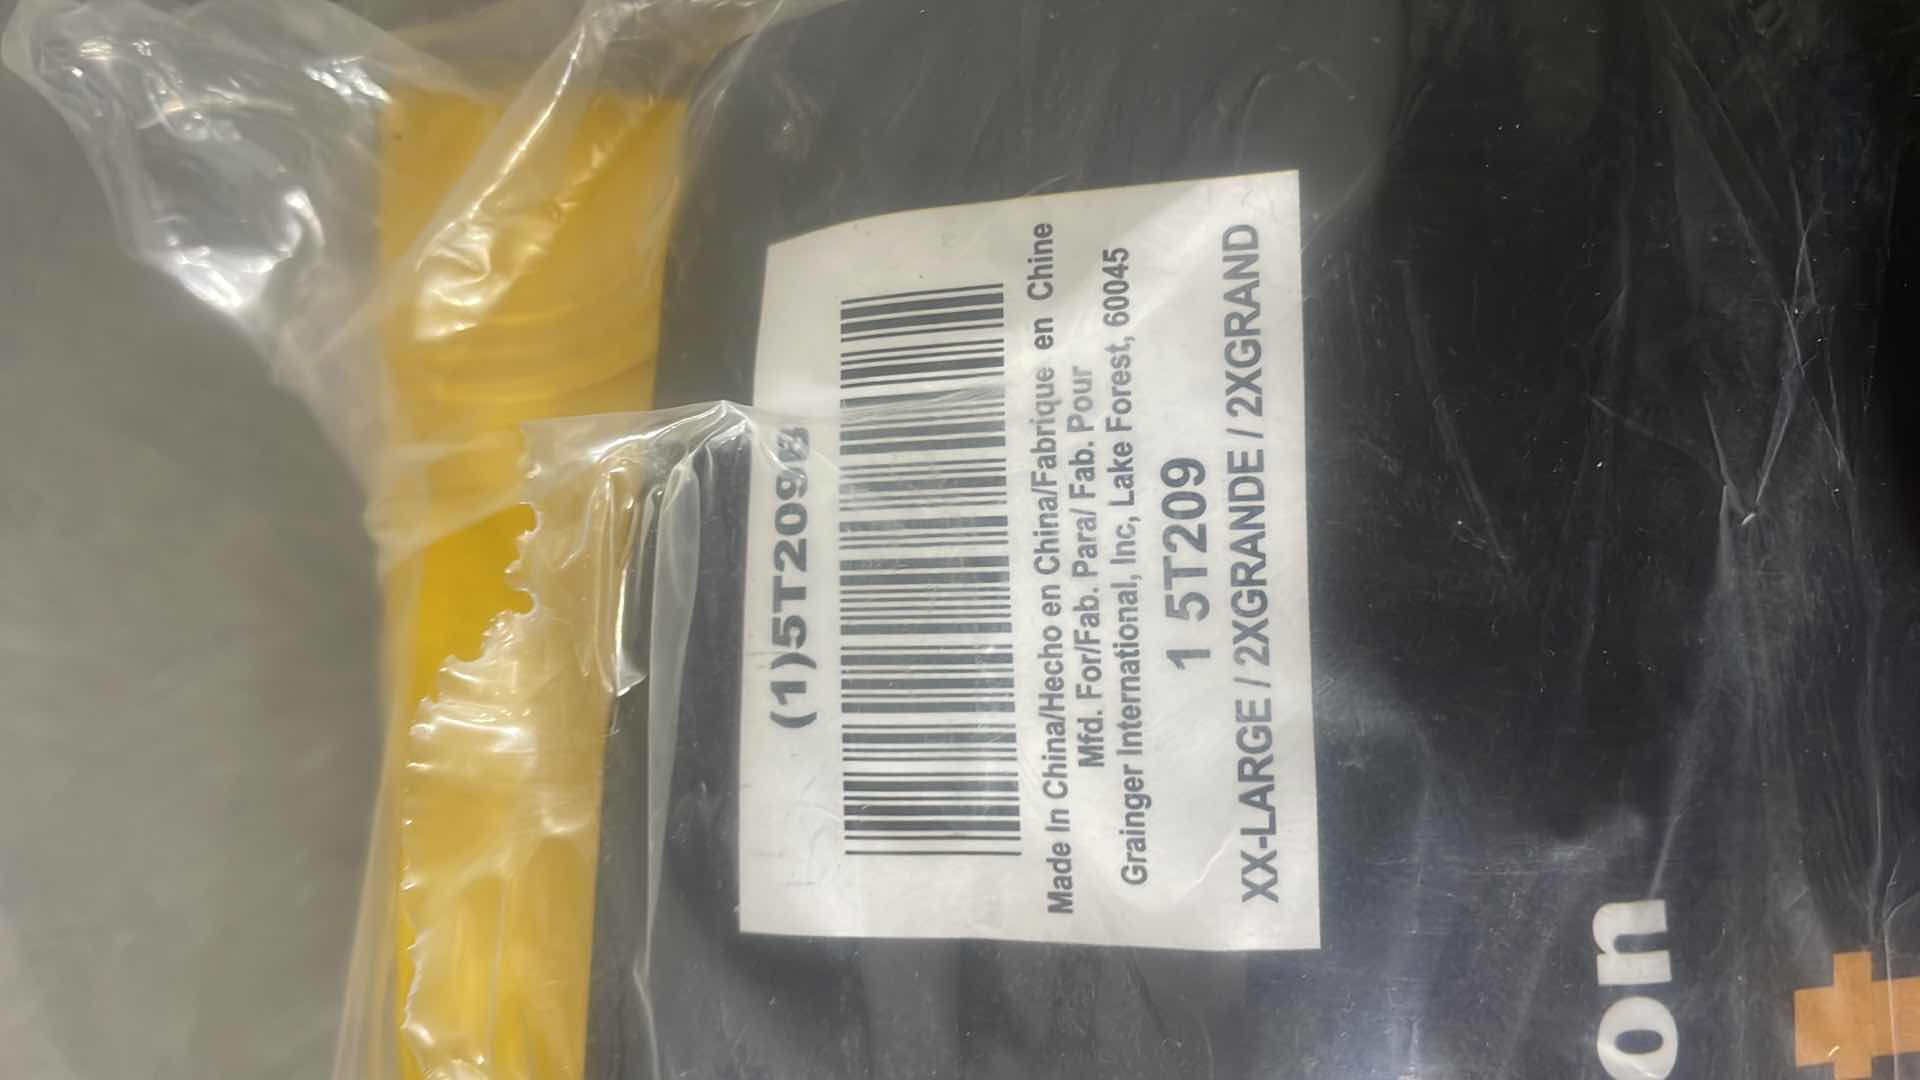 (1)5T209
Made In China/Hecho en China/Fabrique en Chine
Mfd. For/Fab. Para/ Fab. Pour
Grainger International, Inc, Lake Forest, 60045
1 5T209
XX-LARGE / 2XGRANDE / 2XGRAND
on